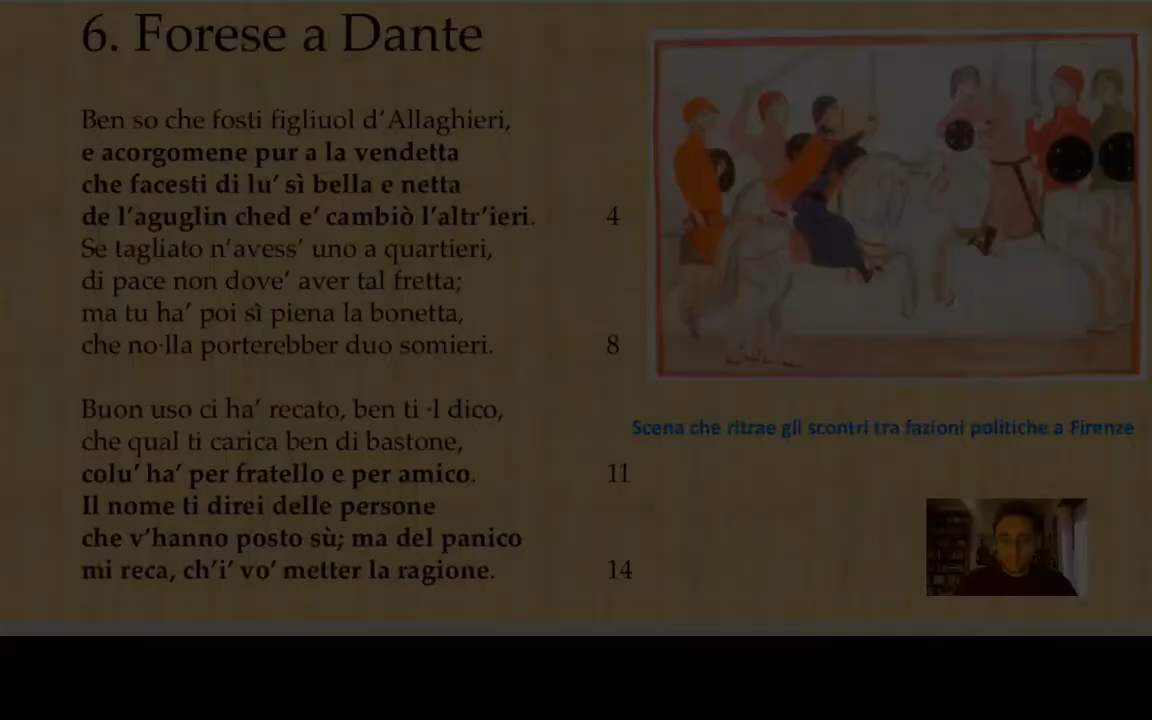 6. Forese a Dante
Ben so che fosti figliuol d'Allaghieri,
e acorgomene pur a la vendetta
che facesti di lu' sì bella e netta
de l'aguglin ched e' cambiò l'altr'ieri. 4
Se tagliato n'avess' uno a quartieri,
di pace non dove' aver tal fretta;
ma tu ha' poi sì piena la bonetta,
che no·lla porterebber duo somieri. 8
Buon uso ci ha' recato, ben ti ·l dico,
che qual ti carica ben di bastone,
colu' ha' per fratello e per amico. 11
Il nome ti direi delle persone
che v'hanno posto sù; ma del panico
mi reca, ch'i' vo' metter la ragione. 14
Scena che ritrae gli scontri tra fazioni politiche a Firenze